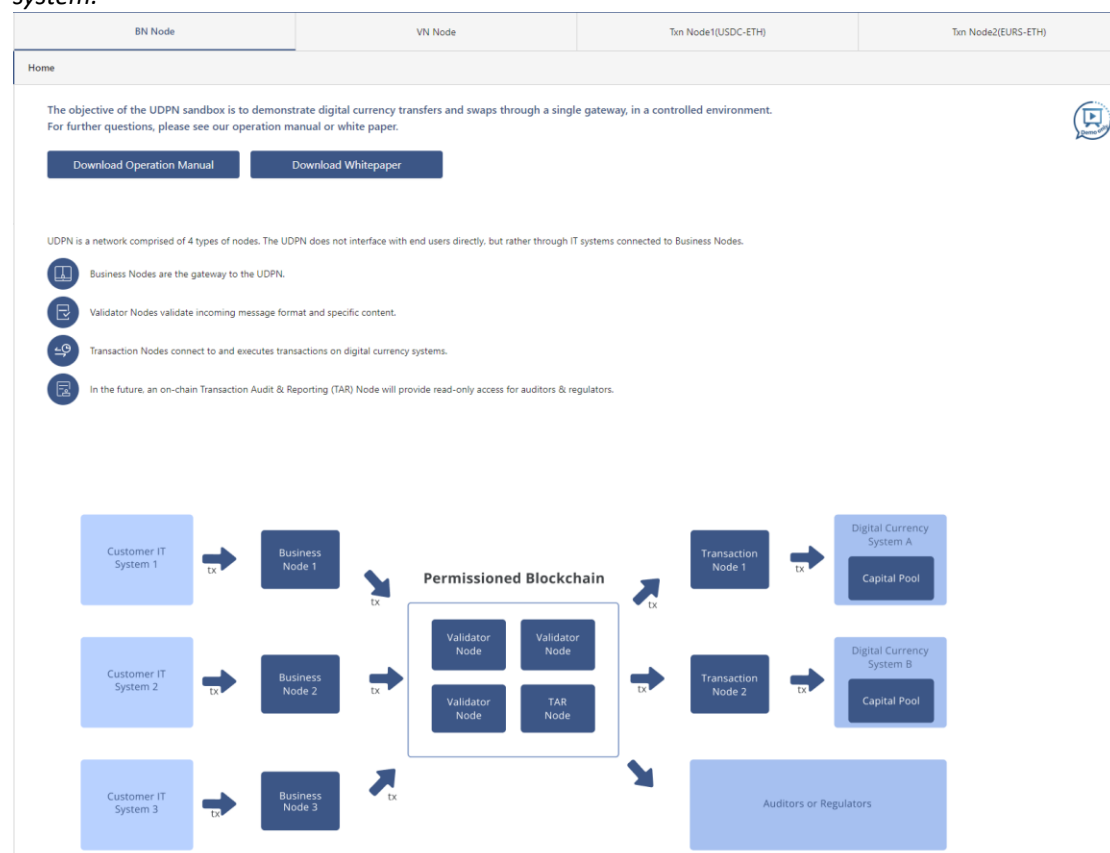 system.
BN Node
VN Node
Txn Node1(USDC-ETH)
Txn Node2(EURS-ETH)
Home
The objective of the UDPN sandbox is to demonstrate digital currency transfers and swaps through a single gateway, in a controlled environment.
For further questions, please see our operation manual or white paper.
Demo only
Download Operation Manual
Download Whitepaper
UDPN is a network comprised of 4 types of nodes. The UDPN does not interface with end users directly, but rather through IT systems connected to Business Nodes.
Business Nodes are the gateway to the UDPN.
Validator Nodes validate incoming message format and specific content.
Transaction Nodes connect to and executes transactions on digital currency systems.
In the future, an on-chain Transaction Audit & Reporting (TAR) Node will provide read-only access for auditors & regulators.
Customer IT
System 1
tx
Business
Node 1
tx
Permissioned Blockchain
tx
Transaction
Node 1
tx
Digital Currency
System A
Capital Pool
Customer IT
System 2
tx
Business
Node 2
tx
Validator
Node
Validator
Node
Validator
Node
TAR
Node
tx
Transaction
Node 2
tx
Digital Currency
System B
Capital Pool
Customer IT
System 3
tx
Business
Node 3
tx
Auditors or Regulators